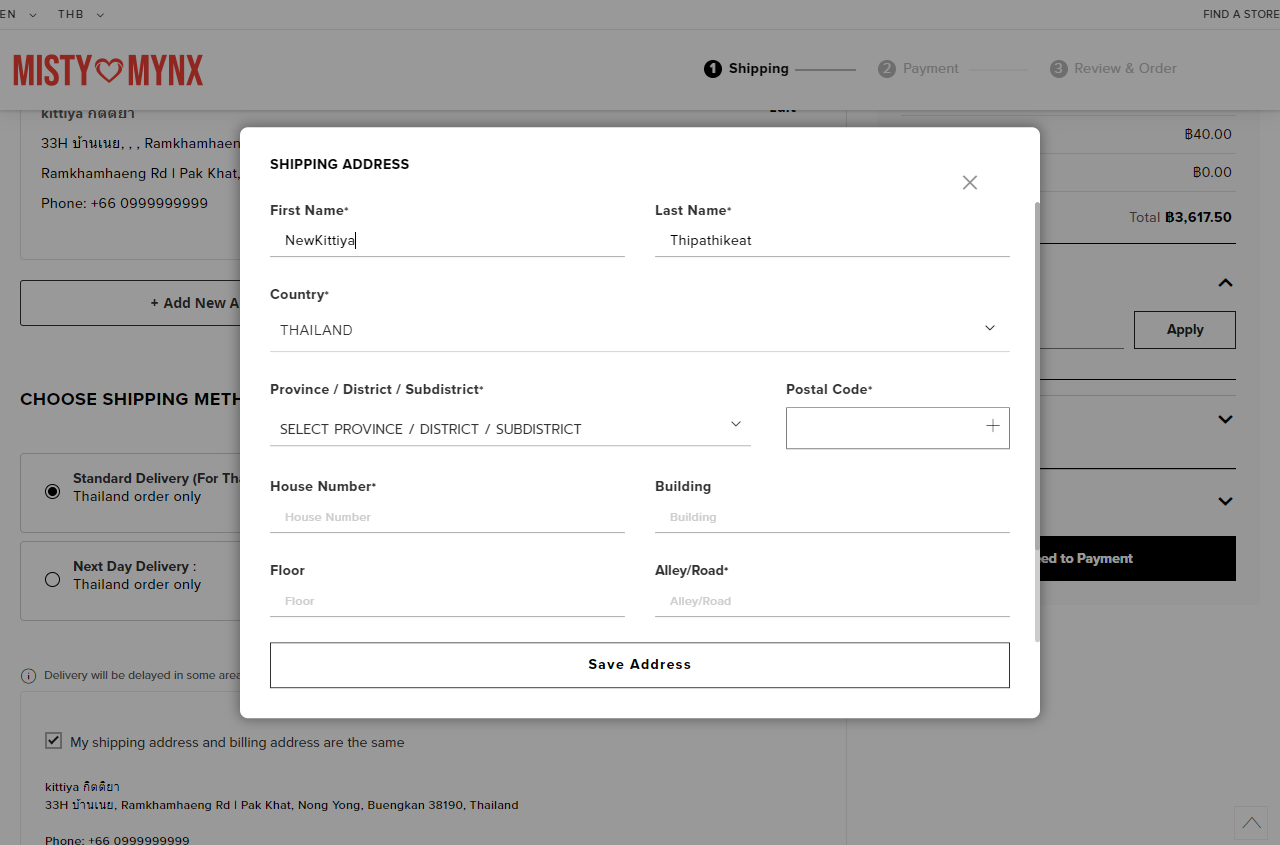 EN THB FIND A STORE
MISTY MYNX
1 Shipping 2 Payment 3 Review & Order
kittiya กิตติยา Edit
33H บ้านเนย, , , Ramkhamhaen
Ramkhamhaeng Rd | Pak Khat,
Phone: +66 0999999999
฿40.00
฿0.00
Total ฿3,617.50
+ Add New A
Apply
CHOOSE SHIPPING METH
Standard Delivery (For Tha
Thailand order only
Next Day Delivery :
Thailand order only
ed to Payment
Delivery will be delayed in some area
My shipping address and billing address are the same
kittiya กิตติยา
33H บ้านเนย, Ramkhamhaeng Rd | Pak Khat, Nong Yong, Buengkan 38190, Thailand
Phone: +66 0999999999
SHIPPING ADDRESS
First Name* Last Name*
NewKittiya Thipathikeat
Country*
THAILAND
Province / District / Subdistrict* Postal Code*
SELECT PROVINCE / DISTRICT / SUBDISTRICT
House Number* Building
House Number Building
Floor Alley/Road*
Floor Alley/Road
Save Address